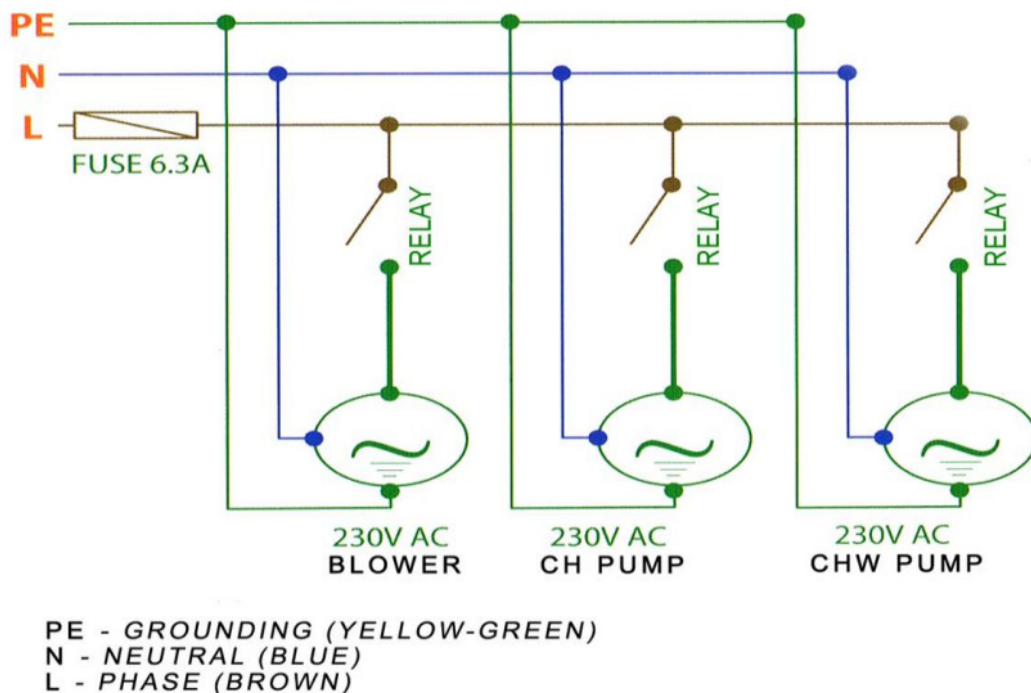 PE
N
L
FUSE 6.3A
RELAY
RELAY
RELAY
230V AC
BLOWER
230V AC
CH PUMP
230V AC
CHW PUMP
PE - GROUNDING (YELLOW-GREEN)
N - NEUTRAL (BLUE)
L - PHASE (BROWN)